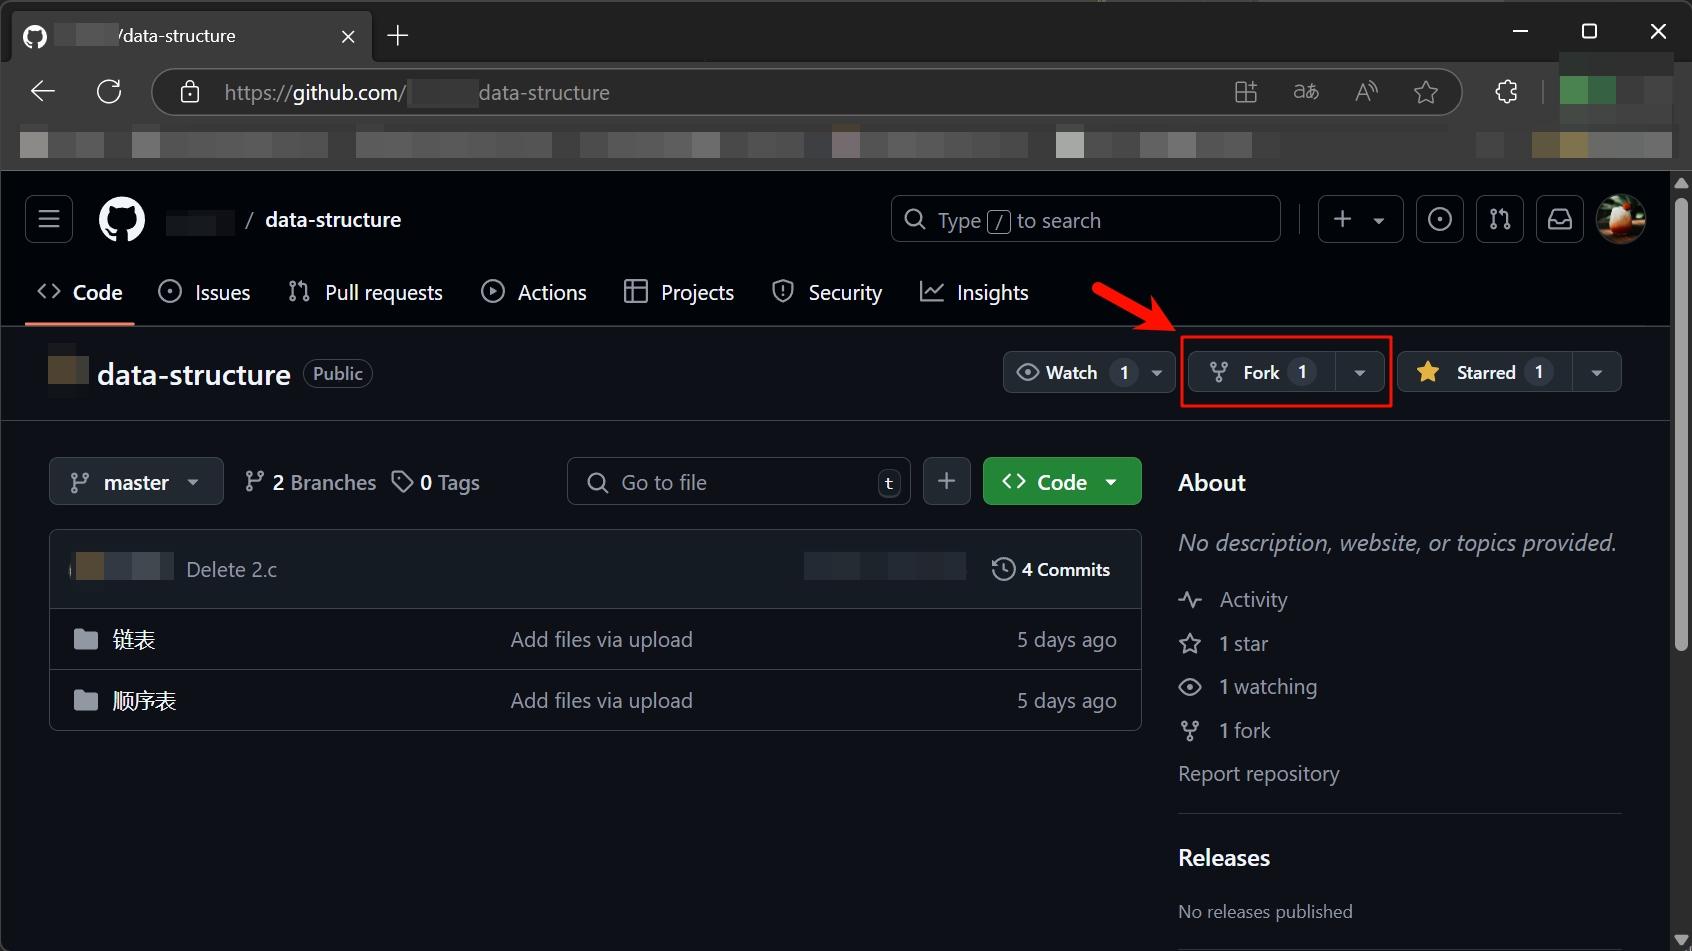 /data-structure
https://github.com/ data-structure
/ data-structure
Type / to search
Code Issues Pull requests Actions Projects Security Insights
data-structure Public
Watch 1 Fork 1 Starred 1
master 2 Branches 0 Tags Go to file t Code
About
No description, website, or topics provided.
Delete 2.c 4 Commits
链表 Add files via upload 5 days ago
顺序表 Add files via upload 5 days ago
Activity
1 star
1 watching
1 fork
Report repository
Releases
No releases published